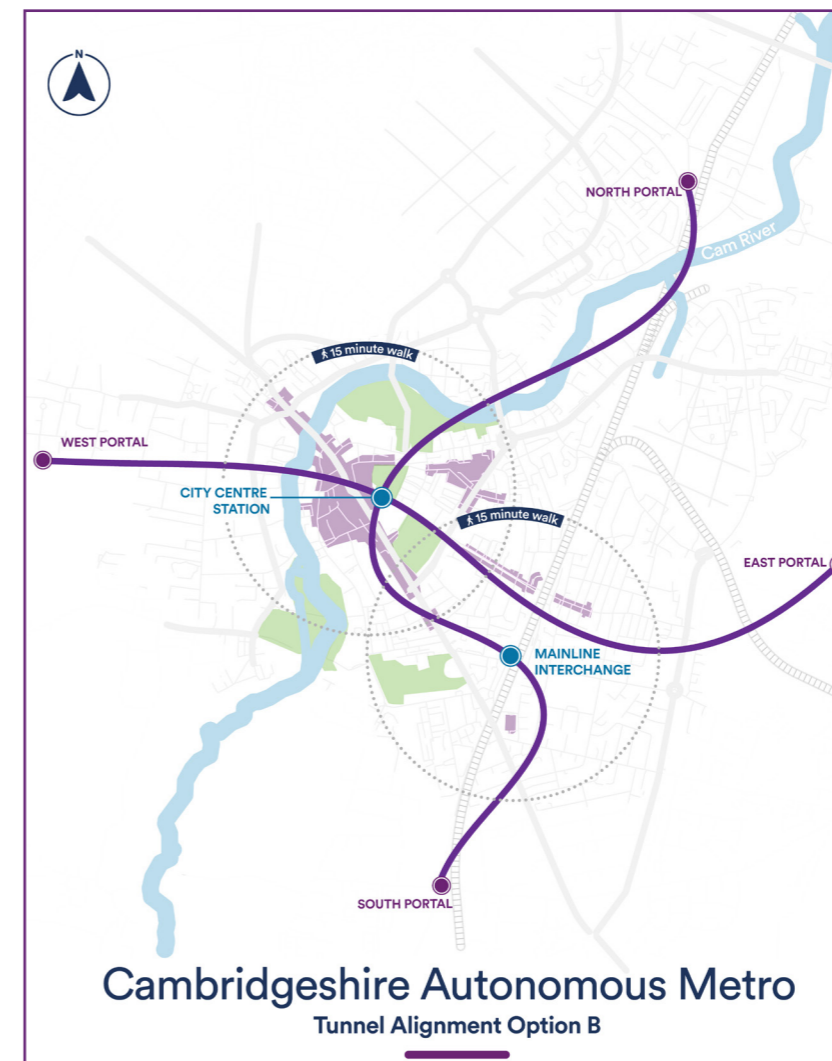 N
NORTH PORTAL
Cam River
15 minute walk
WEST PORTAL
CITY CENTRE
STATION
15 minute walk
EAST PORTAL
MAINLINE
INTERCHANGE
SOUTH PORTAL
Cambridgeshire Autonomous Metro
Tunnel Alignment Option B